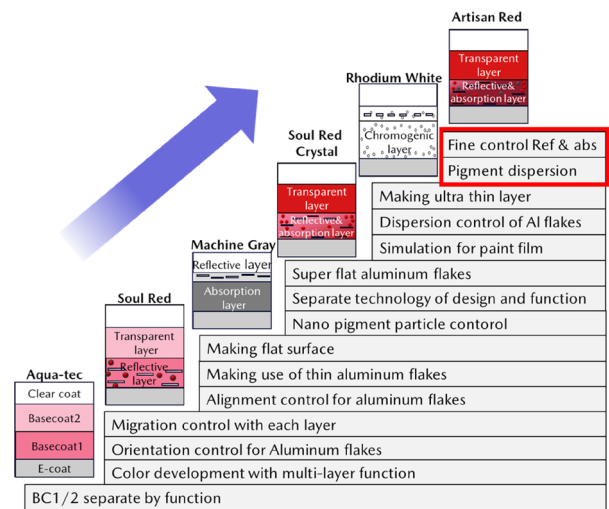 Artisan Red
Transparent
layer
Reflective&
absorption layer
Rhodium White
Chromogenic
layer
Fine control Ref & abs
Pigment dispersion
Soul Red
Crystal
Transparent
layer
Reflective&
absorption layer
Making ultra thin layer
Dispersion control of Al flakes
Simulation for paint film
Machine Gray
Reflective layer
Absorption
layer
Super flat aluminum flakes
Separate technology of design and function
Nano pigment particle contorol
Soul Red
Transparent
layer
Reflective
layer
Making flat surface
Making use of thin aluminum flakes
Alignment control for aluminum flakes
Aqua-tec
Clear coat
Basecoat2
Basecoat1
E-coat
Migration control with each layer
Orientation control for Aluminum flakes
Color development with multi-layer function
BC1/2 separate by function